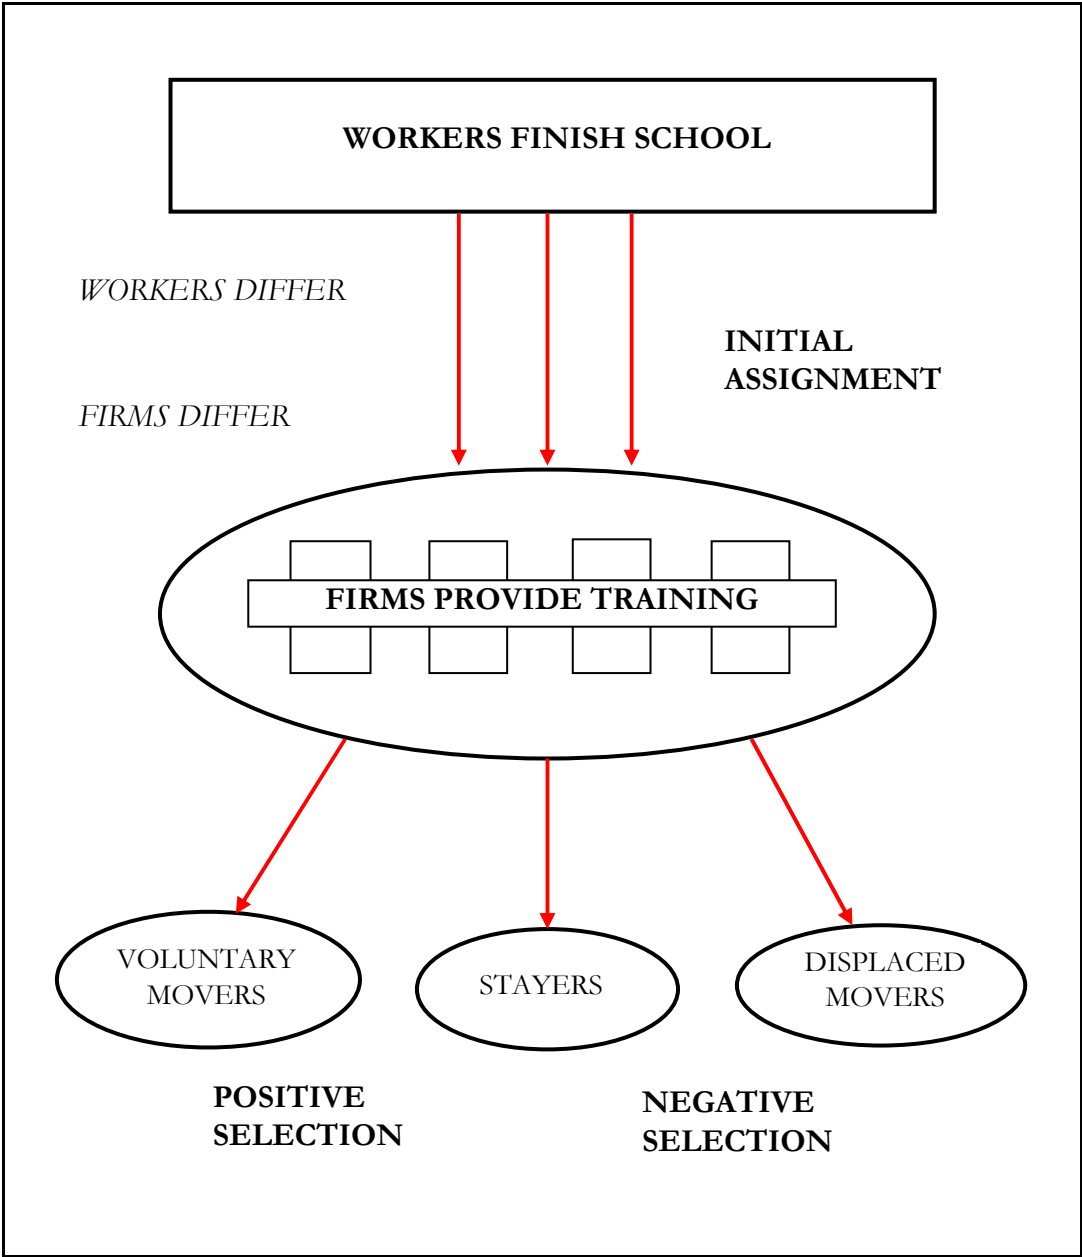 WORKERS FINISH SCHOOL
WORKERS DIFFER
INITIAL
ASSIGNMENT
FIRMS DIFFER
FIRMS PROVIDE TRAINING
VOLUNTARY
MOVERS
STAYERS
DISPLACED
MOVERS
POSITIVE
SELECTION
NEGATIVE
SELECTION